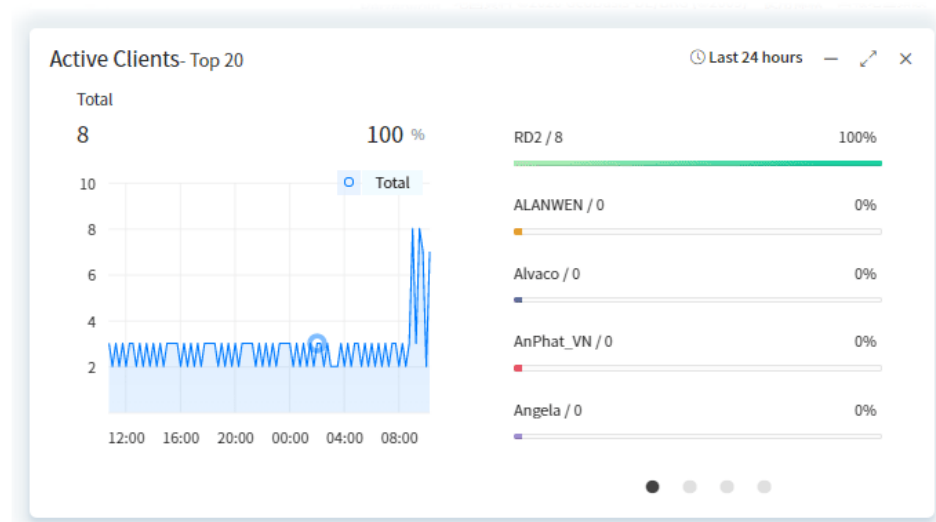 Active Clients- Top 20
Last 24 hours
Total
8
100 %
Total
10
8
6
4
2
12:00 16:00 20:00 00:00 04:00 08:00
RD2 / 8 100%
ALANWEN / 0 0%
Alvaco / 0 0%
AnPhat_VN / 0 0%
Angela / 0 0%